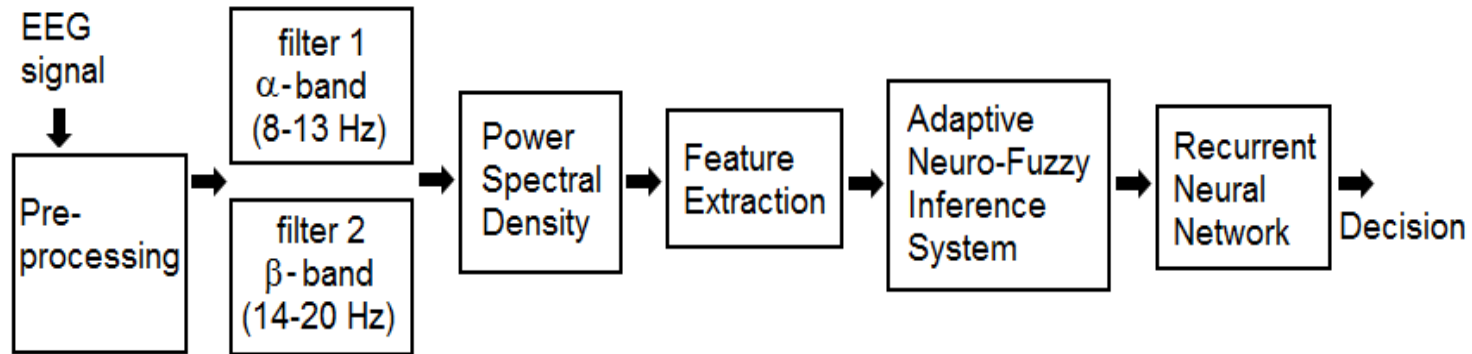 EEG
signal
Pre-
processing
filter 1
α-band
(8-13 Hz)
filter 2
β-band
(14-20 Hz)
Power
Spectral
Density
Feature
Extraction
Adaptive
Neuro-Fuzzy
Inference
System
Recurrent
Neural
Network
Decision